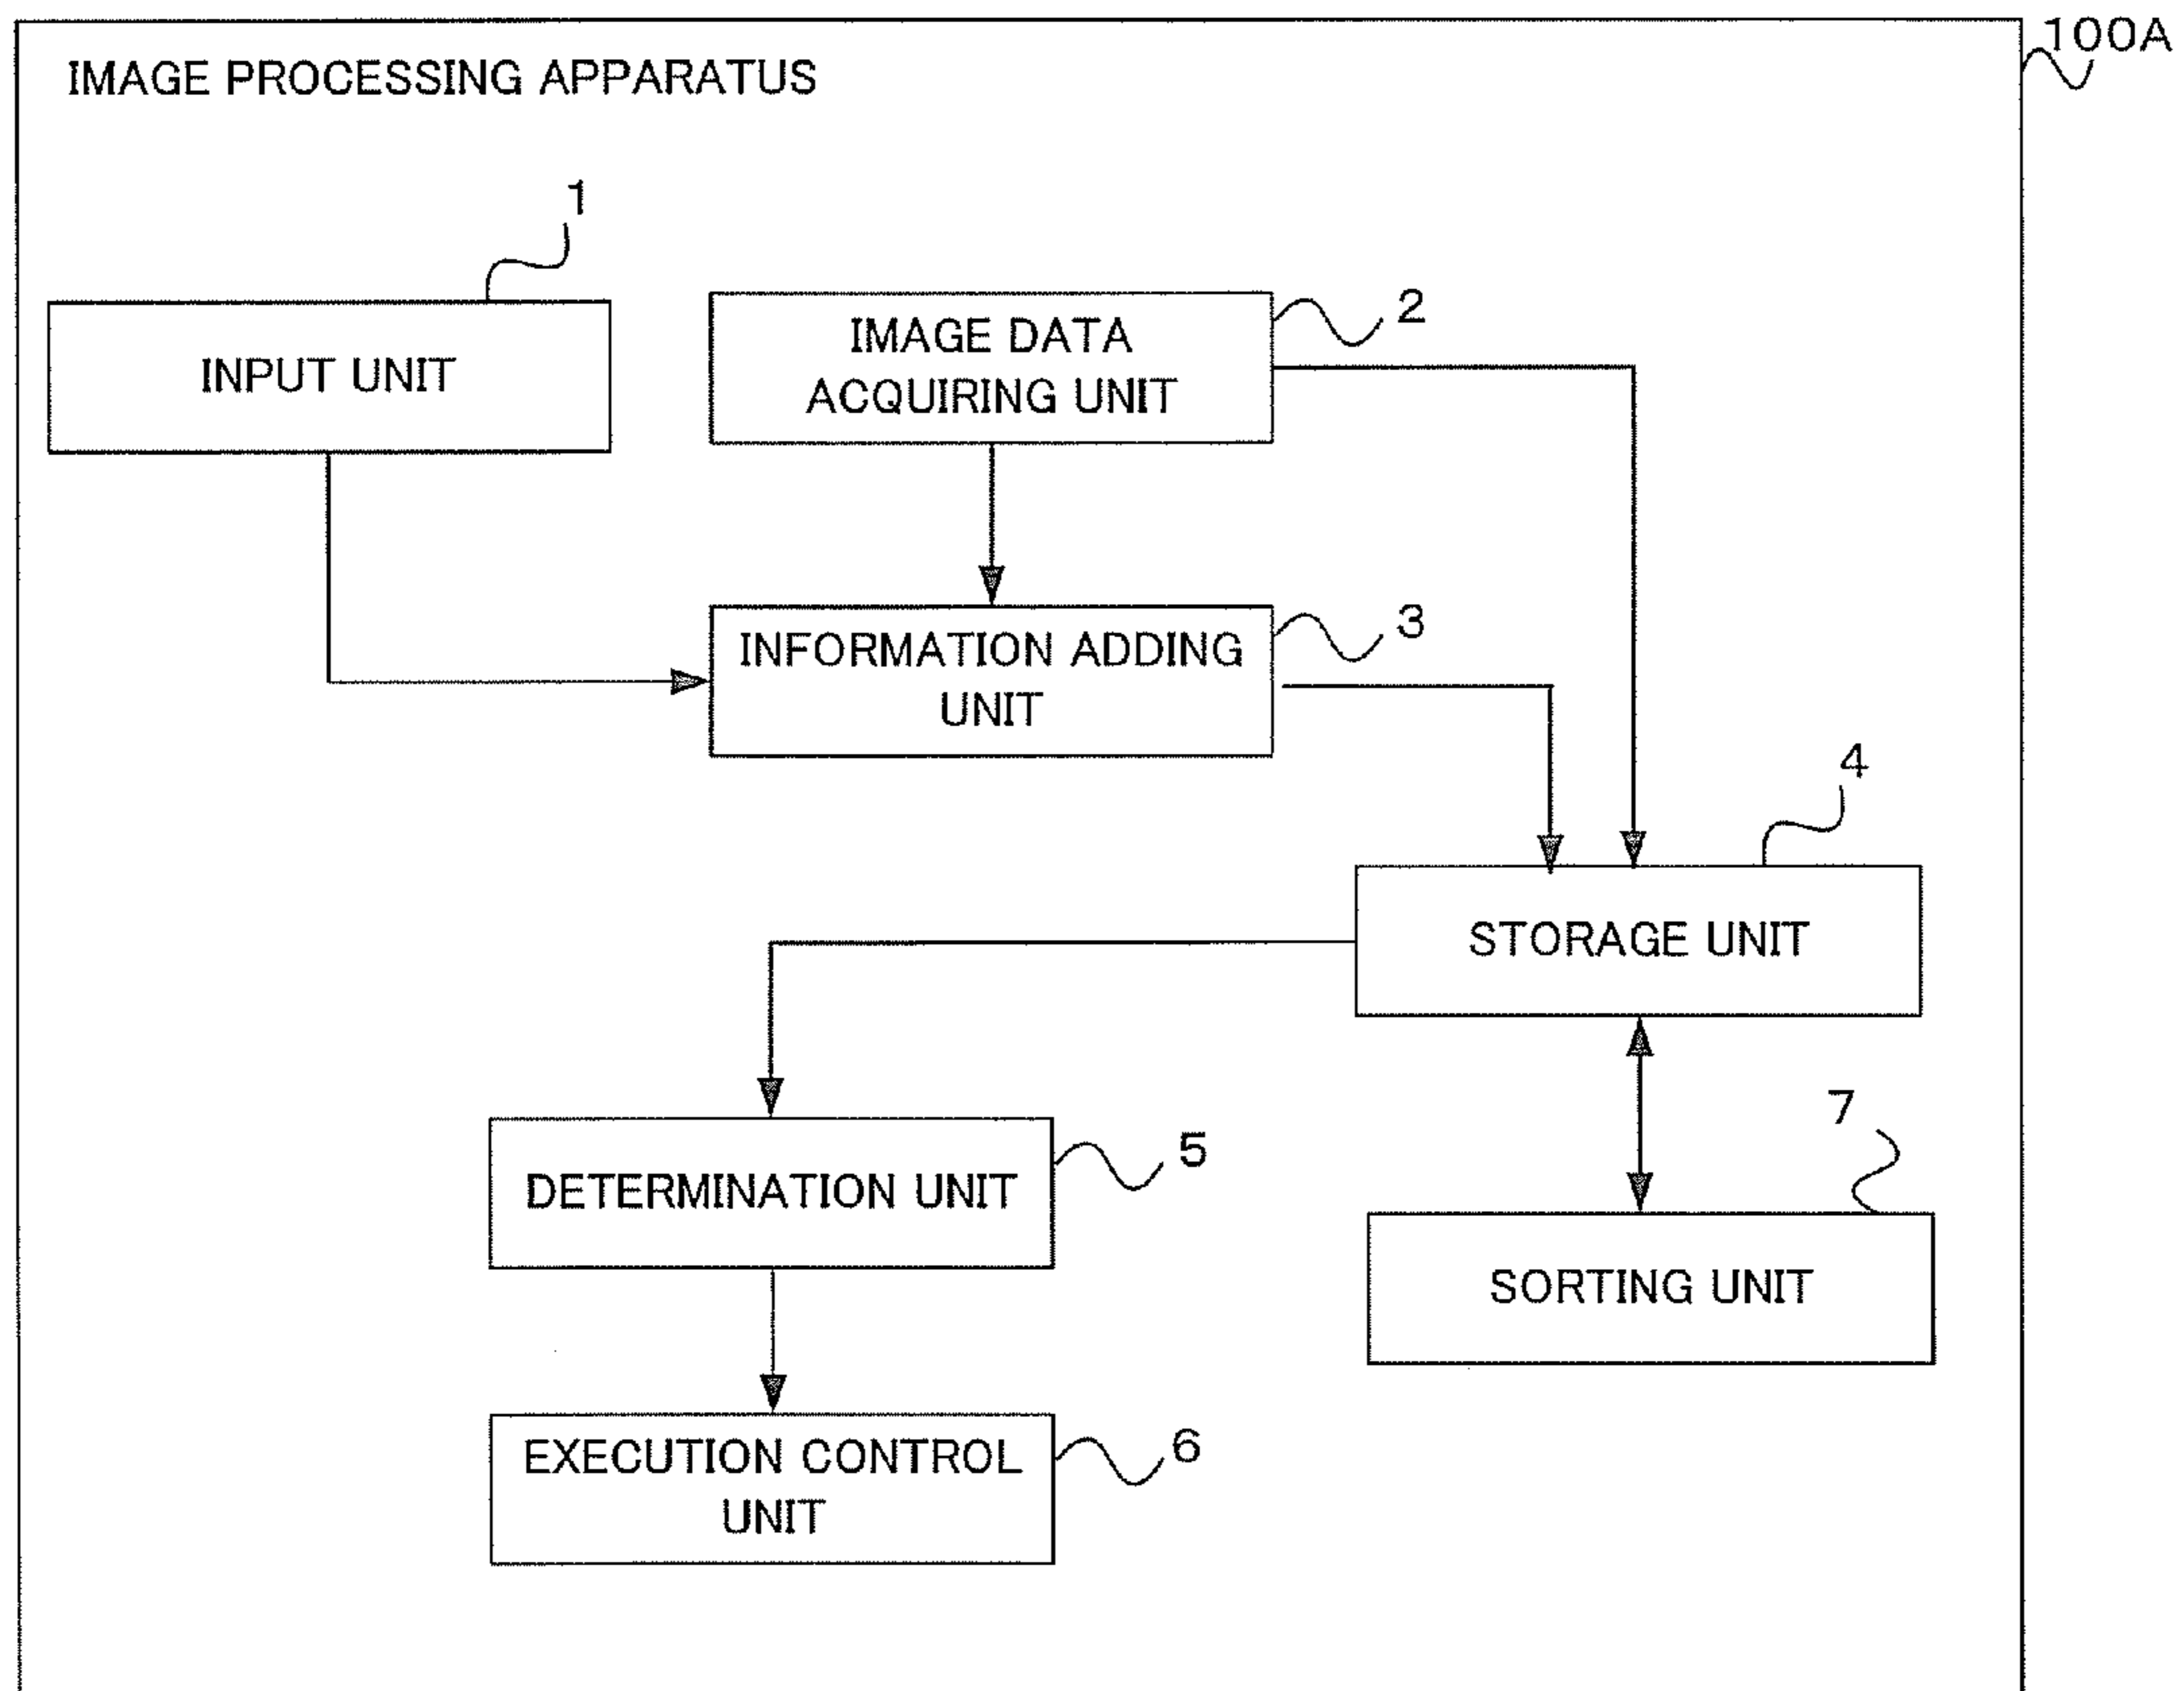 100A
IMAGE PROCESSING APPARATUS
1
INPUT UNIT
2
IMAGE DATA
ACQUIRING UNIT
3
INFORMATION ADDING
UNIT
4
STORAGE UNIT
5
DETERMINATION UNIT
7
SORTING UNIT
6
EXECUTION CONTROL
UNIT